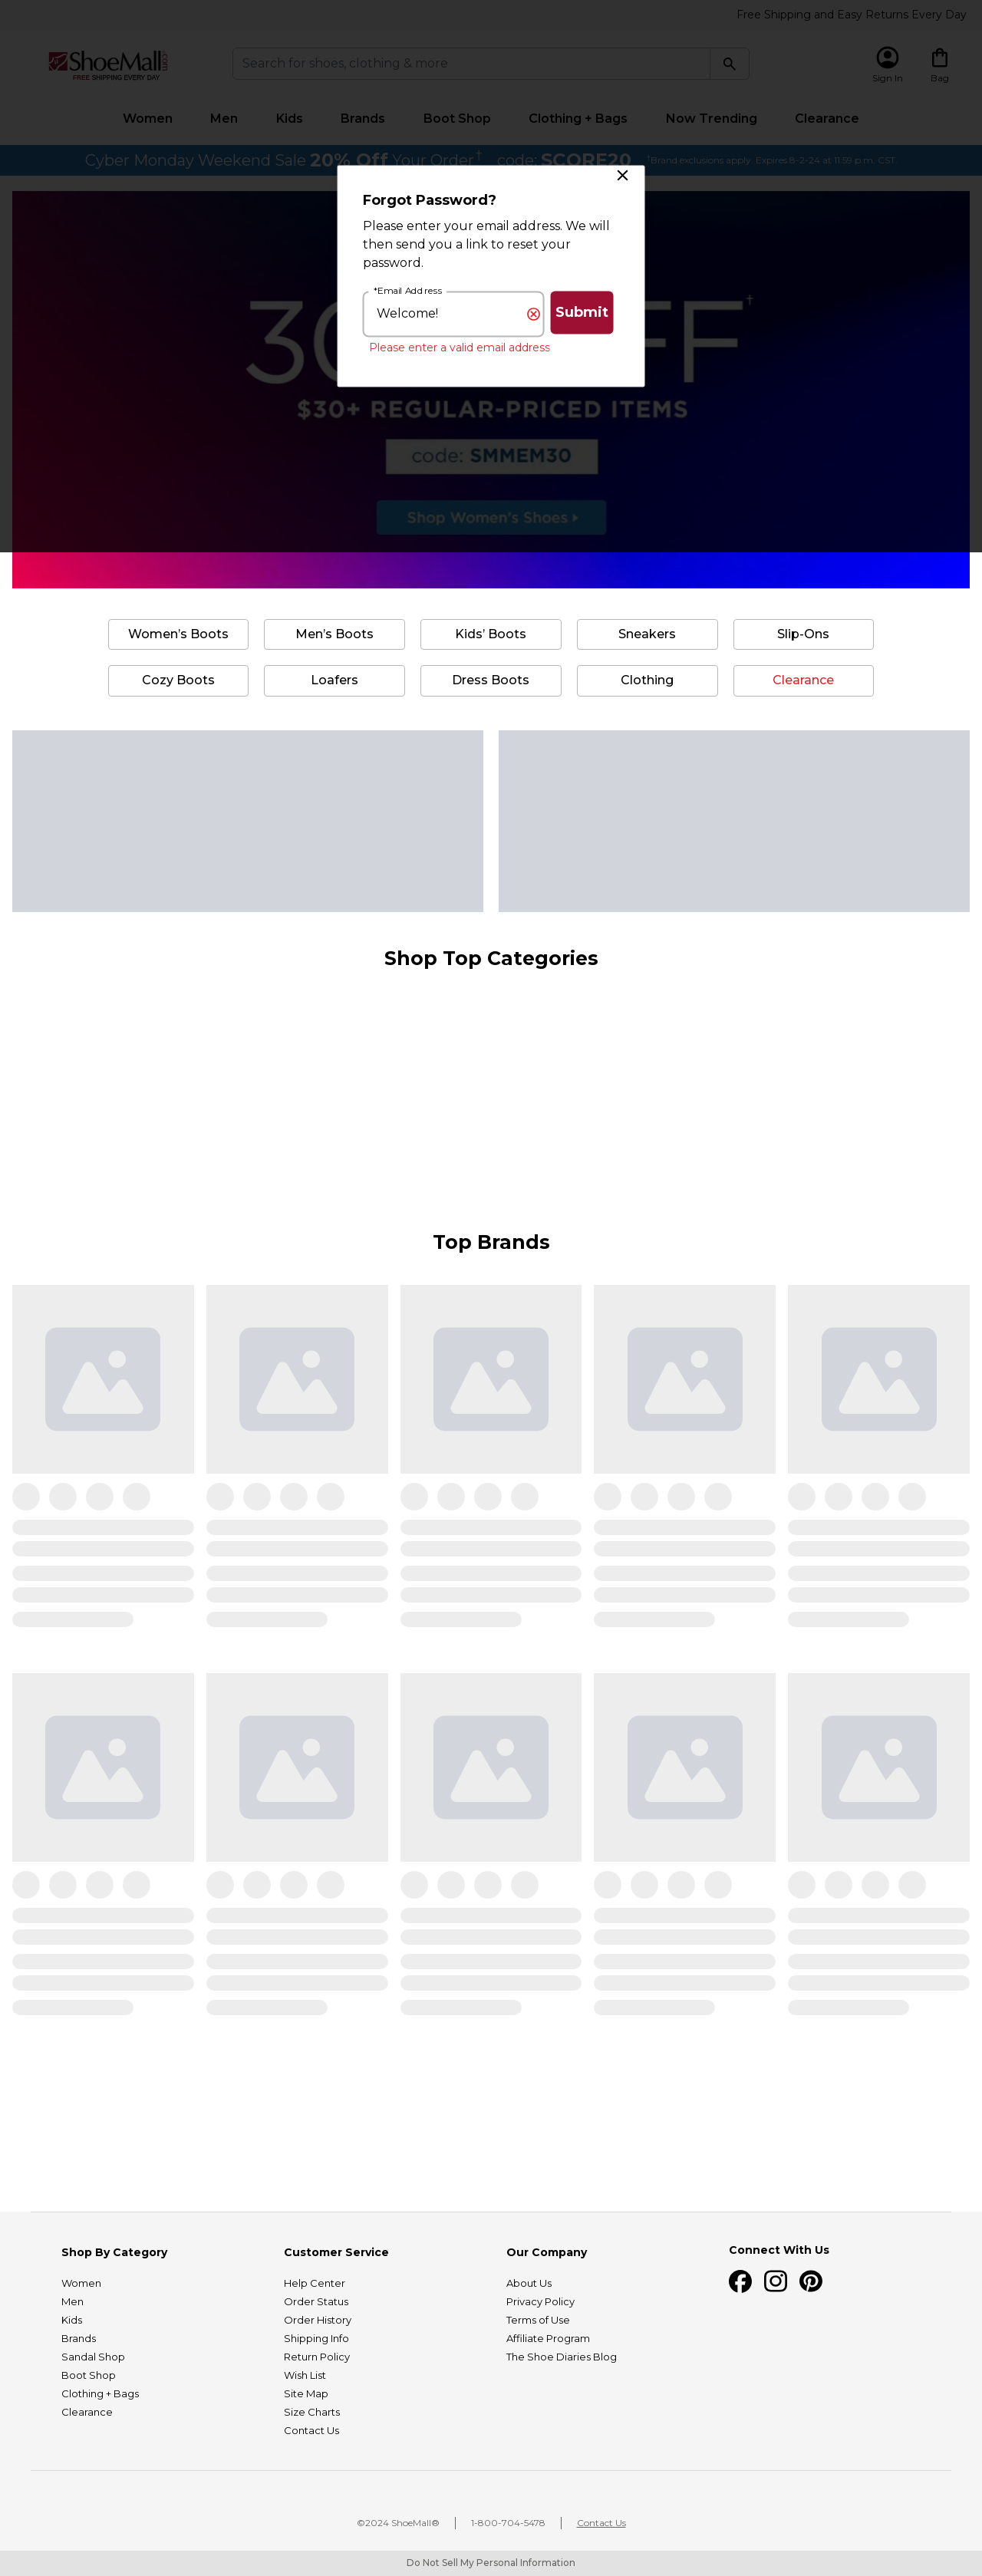 Free Shipping and Easy Returns Every Day
ShoeMall.COM
FREE SHIPPING EVERY DAY
Search for shoes, clothing & more
Sign In
Bag
Women
Men
Kids
Brands
Boot Shop
Clothing + Bags
Now Trending
Clearance
Cyber Monday Weekend Sale 20% Off Your Order† code: SCORE20 †Brand exclusions apply. Expires 8-2-24 at 11:59 p.m. CST
Forgot Password?
Please enter your email address. We will
then send you a link to reset your
password.
*Email Address
Welcome!
Submit
Please enter a valid email address
$30+ REGULAR-PRICED ITEMS
code: SMMEM30
Shop Women's Shoes
Women's Boots
Men's Boots
Kids' Boots
Sneakers
Slip-Ons
Cozy Boots
Loafers
Dress Boots
Clothing
Clearance
Shop Top Categories
Top Brands
Shop By Category
Women
Men
Kids
Brands
Sandal Shop
Boot Shop
Clothing + Bags
Clearance
Customer Service
Help Center
Order Status
Order History
Shipping Info
Return Policy
Wish List
Site Map
Size Charts
Contact Us
Our Company
About Us
Privacy Policy
Terms of Use
Affiliate Program
The Shoe Diaries Blog
Connect With Us
©2024 ShoeMall®
1-800-704-5478
Contact Us
Do Not Sell My Personal Information